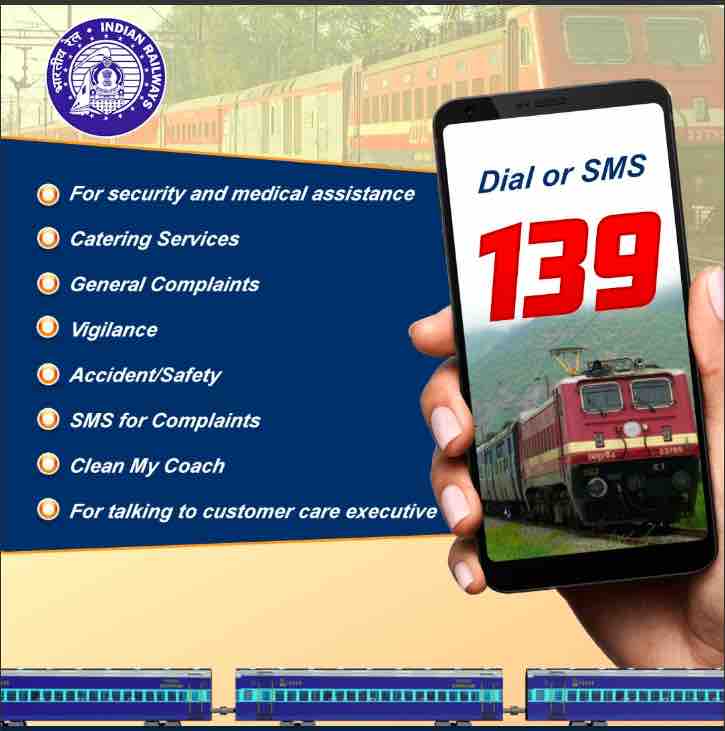 भारतीय रेल • INDIAN RAILWAYS
For security and medical assistance
Catering Services
General Complaints
Vigilance
Accident/Safety
SMS for Complaints
Clean My Coach
For talking to customer care executive
Dial or SMS
139